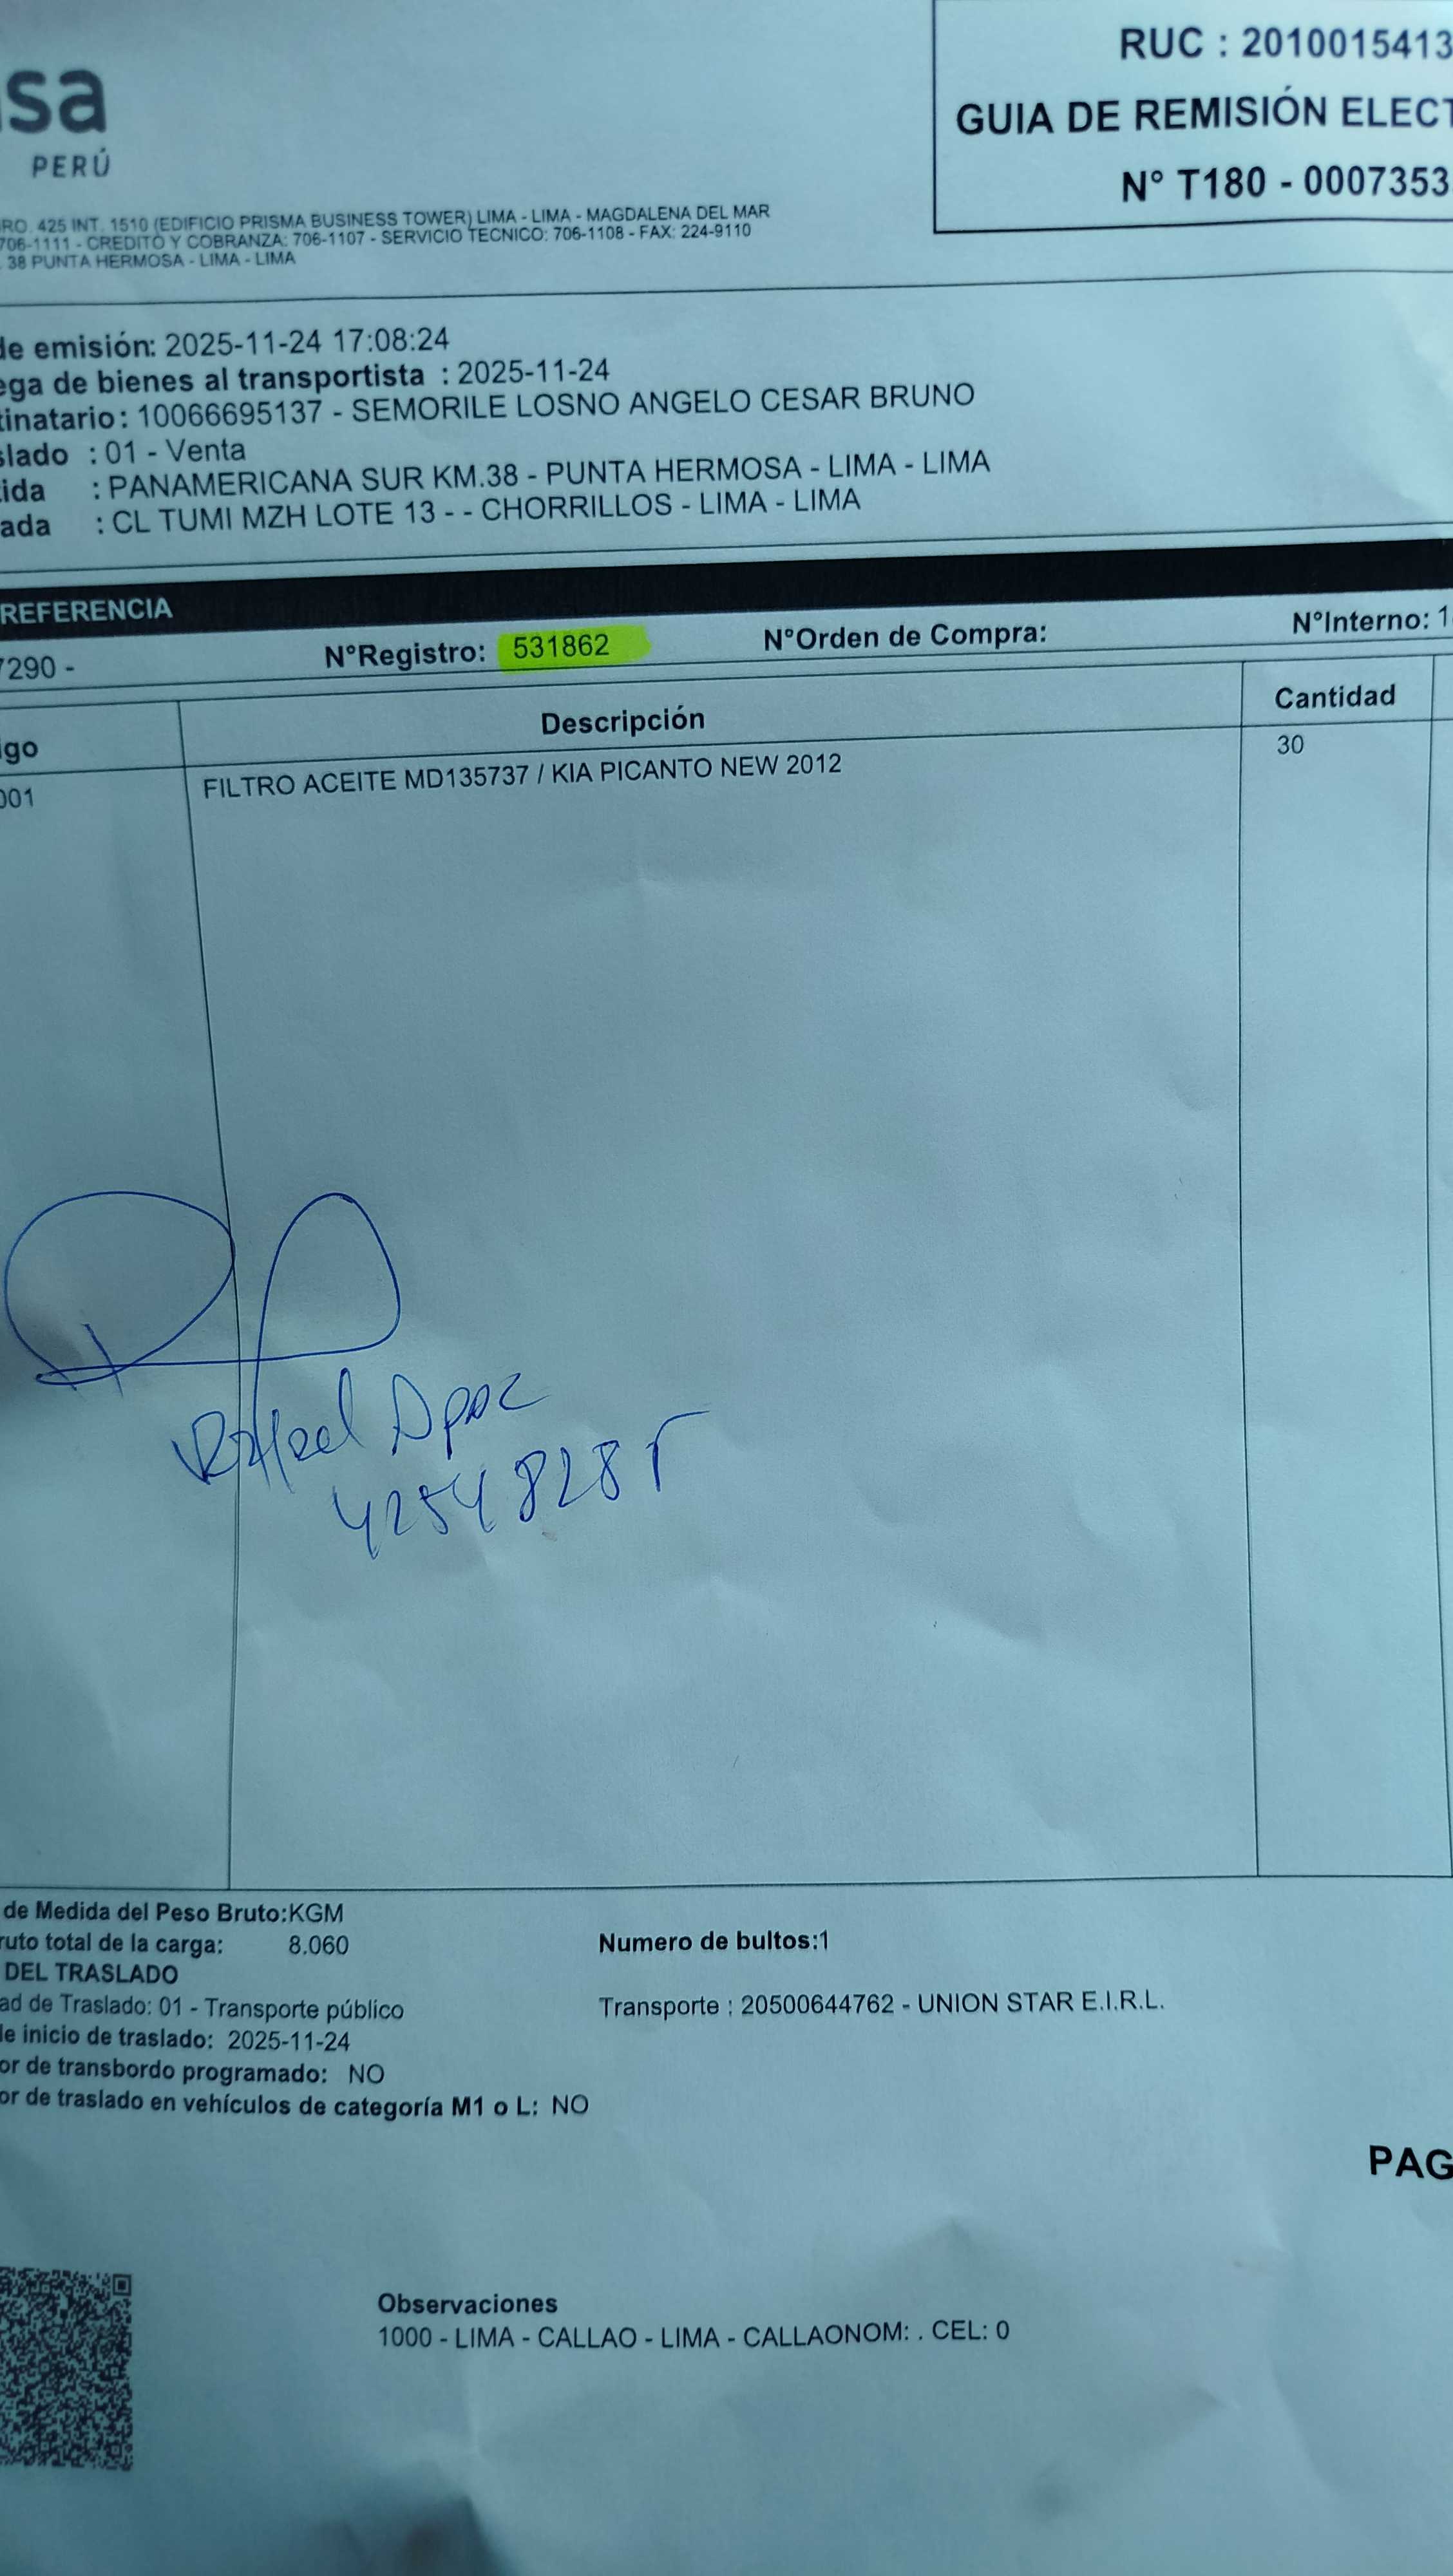 sa
PERÚ
RUC : 2010015413
GUIA DE REMISIÓN ELECT
N° T180 - 0007353
RO. 425 INT. 1510 (EDIFICIO PRISMA BUSINESS TOWER) LIMA - LIMA - MAGDALENA DEL MAR
706-1111 - CREDITO Y COBRANZA: 706-1107 - SERVICIO TECNICO: 706-1108 - FAX: 224-9110
38 PUNTA HERMOSA - LIMA - LIMA
de emisión: 2025-11-24 17:08:24
ega de bienes al transportista : 2025-11-24
tinatario: 10066695137 - SEMORILE LOSNO ANGELO CESAR BRUNO
slado : 01 - Venta
ida : PANAMERICANA SUR KM.38 - PUNTA HERMOSA - LIMA - LIMA
ada : CL TUMI MZH LOTE 13 - - CHORRILLOS - LIMA - LIMA
REFERENCIA
7290 - N°Registro: 531862 N°Orden de Compra: N°Interno: 1
igo Descripción Cantidad
001 FILTRO ACEITE MD135737 / KIA PICANTO NEW 2012 30
Rafael
42548285
de Medida del Peso Bruto:KGM
ruto total de la carga: 8.060 Numero de bultos:1
DEL TRASLADO
ad de Traslado: 01 - Transporte público Transporte : 20500644762 - UNION STAR E.I.R.L.
de inicio de traslado: 2025-11-24
or de transbordo programado: NO
or de traslado en vehículos de categoría M1 o L: NO
PAG
Observaciones
1000 - LIMA - CALLAO - LIMA - CALLAONOM: . CEL: 0